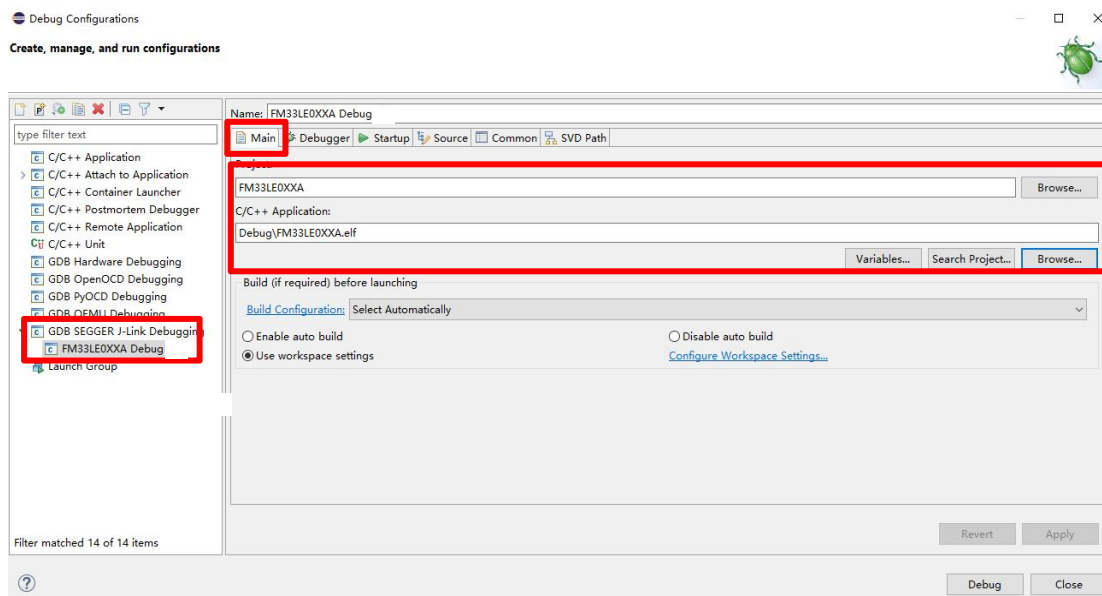 Debug Configurations
Create, manage, and run configurations
type filter text
C/C++ Application
C/C++ Attach to Application
C/C++ Container Launcher
C/C++ Postmortem Debugger
C/C++ Remote Application
C/C++ Unit
GDB Hardware Debugging
GDB OpenOCD Debugging
GDB PyOCD Debugging
GDB QEMU Debugging
GDB SEGGER J-Link Debugging
FM33LE0XXA Debug
Launch Group
Filter matched 14 of 14 items
Name: FM33LE0XXA Debug
Main Debugger Startup Source Common SVD Path
Project:
FM33LE0XXA Browse...
C/C++ Application:
Debug\FM33LE0XXA.elf
Variables... Search Project... Browse...
Build (if required) before launching
Build Configuration: Select Automatically
Enable auto build Disable auto build
Use workspace settings Configure Workspace Settings...
Revert Apply
Debug Close